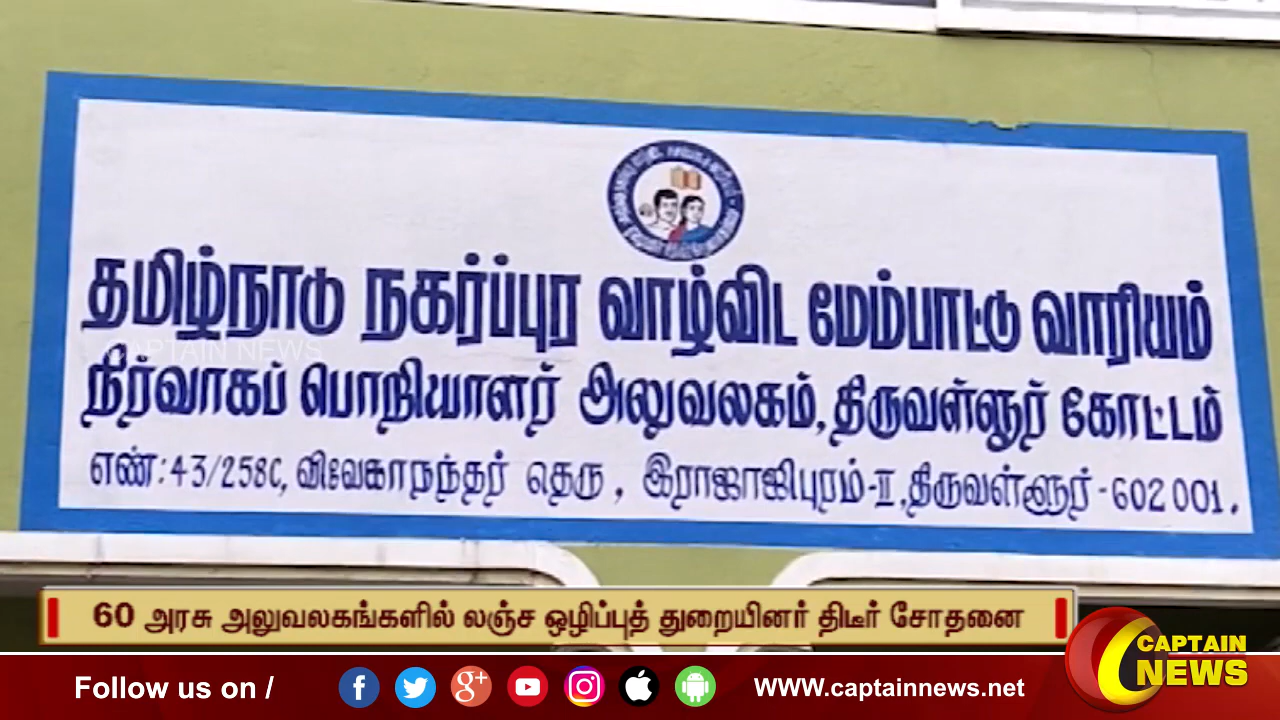 தமிழ்நாடு நகர்ப்புர வாழ்விட மேம்பாட்டு வாரியம்
CAPTAIN NEWS
நிர்வாகப் பொறியாளர் அலுவலகம், திருவள்ளூர் கோட்டம்
எண்: 43/258C, விவேகாநந்தர் தெரு, இராஜாஜிபுரம்-II, திருவள்ளூர் - 602 001.
60 அரசு அலுவலகங்களில் லஞ்ச ஒழிப்புத் துறையினர் திடீர் சோதனை
CAPTAIN
NEWS
Follow us on / WWW.captainnews.net